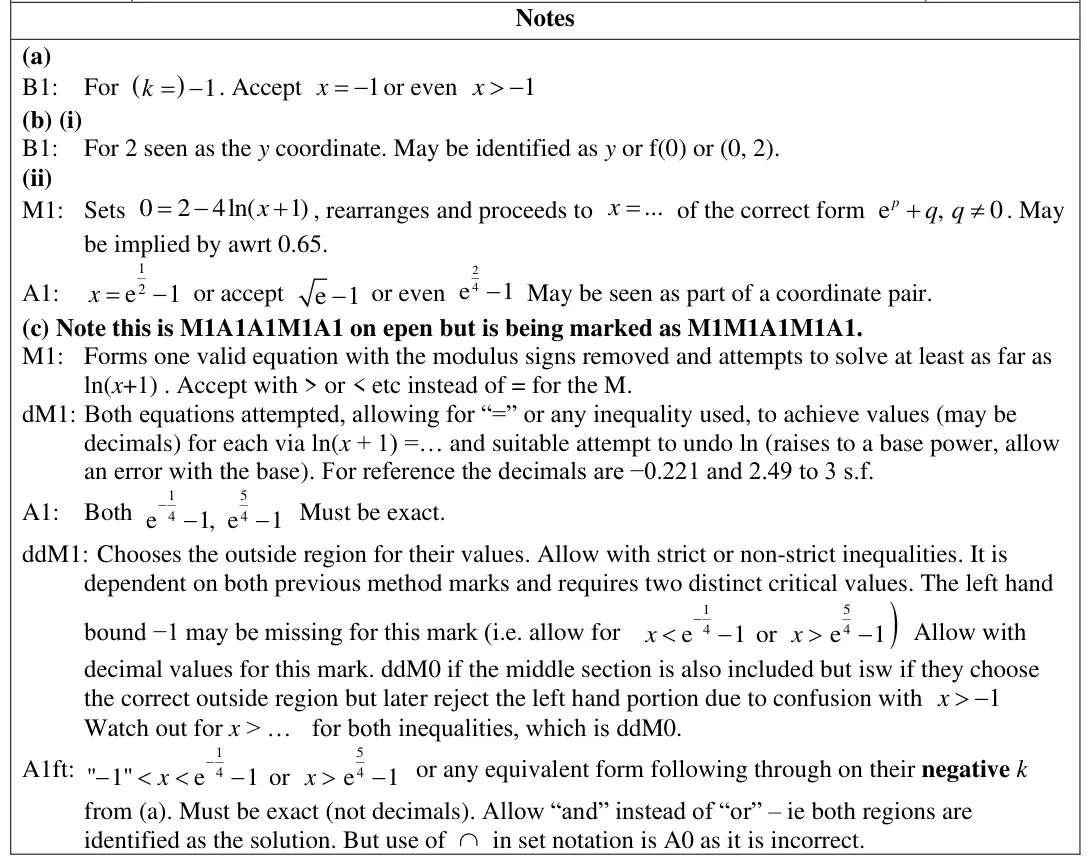 Notes
(a)
B1: For (k =) −1. Accept x = −1 or even x > −1
(b) (i)
B1: For 2 seen as the y coordinate. May be identified as y or f(0) or (0, 2).
(ii)
M1: Sets 0 = 2 − 4ln(x + 1), rearranges and proceeds to x = ... of the correct form e^p + q, q ≠ 0. May
be implied by awrt 0.65.
A1: x = e^(1/2) − 1 or accept √e − 1 or even e^(2/4) − 1 May be seen as part of a coordinate pair.
(c) Note this is M1A1A1M1A1 on epen but is being marked as M1M1A1M1A1.
M1: Forms one valid equation with the modulus signs removed and attempts to solve at least as far as
ln(x+1) . Accept with > or < etc instead of = for the M.
dM1: Both equations attempted, allowing for “=” or any inequality used, to achieve values (may be
decimals) for each via ln(x + 1) =… and suitable attempt to undo ln (raises to a base power, allow
an error with the base). For reference the decimals are −0.221 and 2.49 to 3 s.f.
A1: Both e^(−1/4) − 1, e^(5/4) − 1 Must be exact.
ddM1: Chooses the outside region for their values. Allow with strict or non-strict inequalities. It is
dependent on both previous method marks and requires two distinct critical values. The left hand
bound −1 may be missing for this mark (i.e. allow for x < e^(−1/4) − 1 or x > e^(5/4) − 1) Allow with
decimal values for this mark. ddM0 if the middle section is also included but isw if they choose
the correct outside region but later reject the left hand portion due to confusion with x > −1
Watch out for x > … for both inequalities, which is ddM0.
A1ft: "−1" < x < e^(−1/4) − 1 or x > e^(5/4) − 1 or any equivalent form following through on their negative k
from (a). Must be exact (not decimals). Allow “and” instead of “or” – ie both regions are
identified as the solution. But use of ∩ in set notation is A0 as it is incorrect.